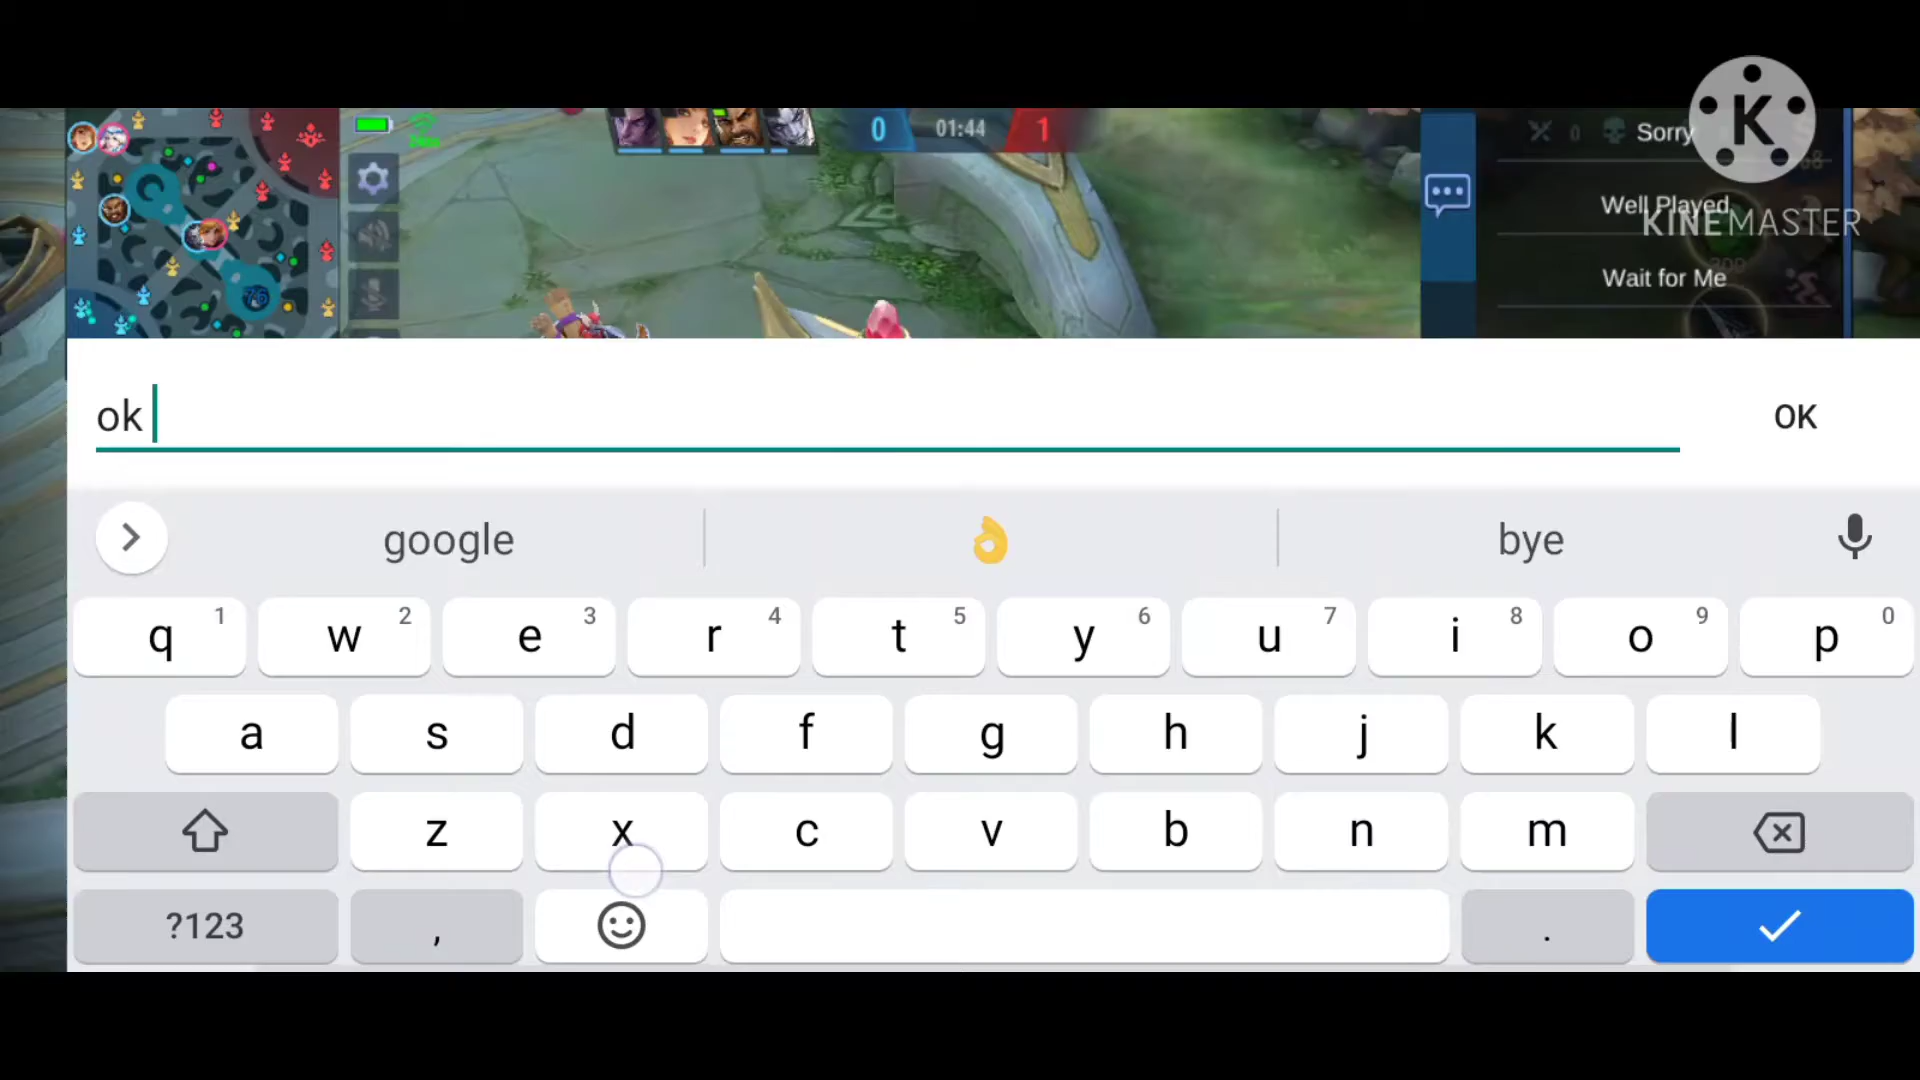 0 01:44 1
0 Sorry
Well Played
KINEMASTER
Wait for Me
ok
OK
google 👌 bye
q 1 w 2 e 3 r 4 t 5 y 6 u 7 i 8 o 9 p 0
a s d f g h j k l
z x c v b n m
?123 , .